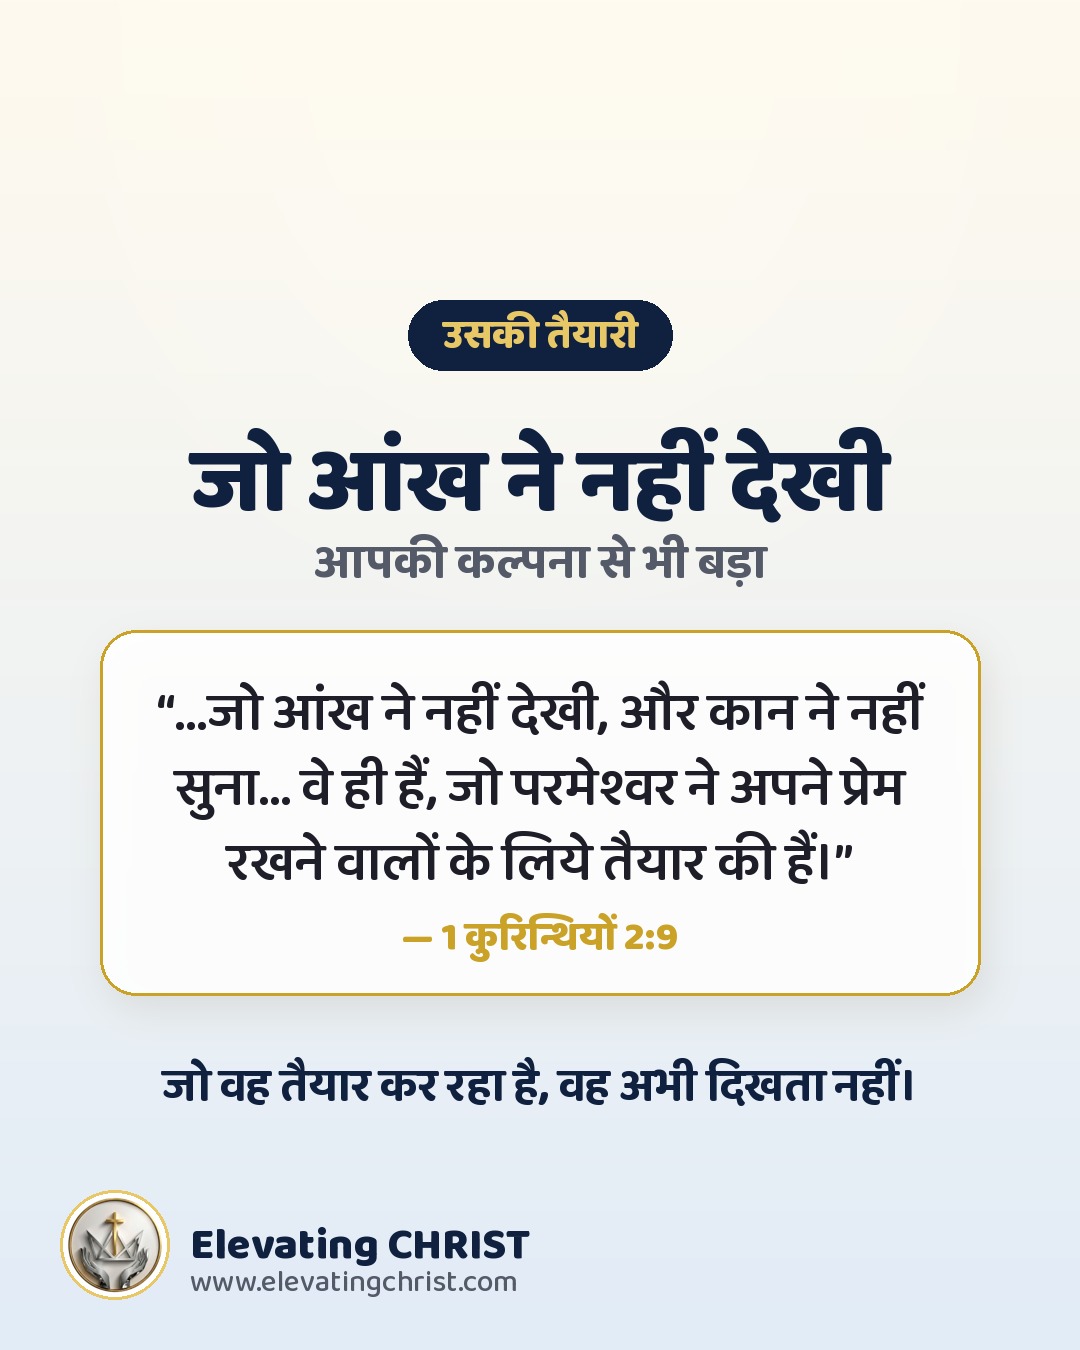 उसकी तैयारी
जो आंख ने नहीं देखी
आपकी कल्पना से भी बड़ा
“...जो आंख ने नहीं देखी, और कान ने नहीं
सुना... वे ही हैं, जो परमेश्वर ने अपने प्रेम
रखने वालों के लिये तैयार की हैं।”
— 1 कुरिन्थियों 2:9
जो वह तैयार कर रहा है, वह अभी दिखता नहीं।
Elevating CHRIST
www.elevatingchrist.com